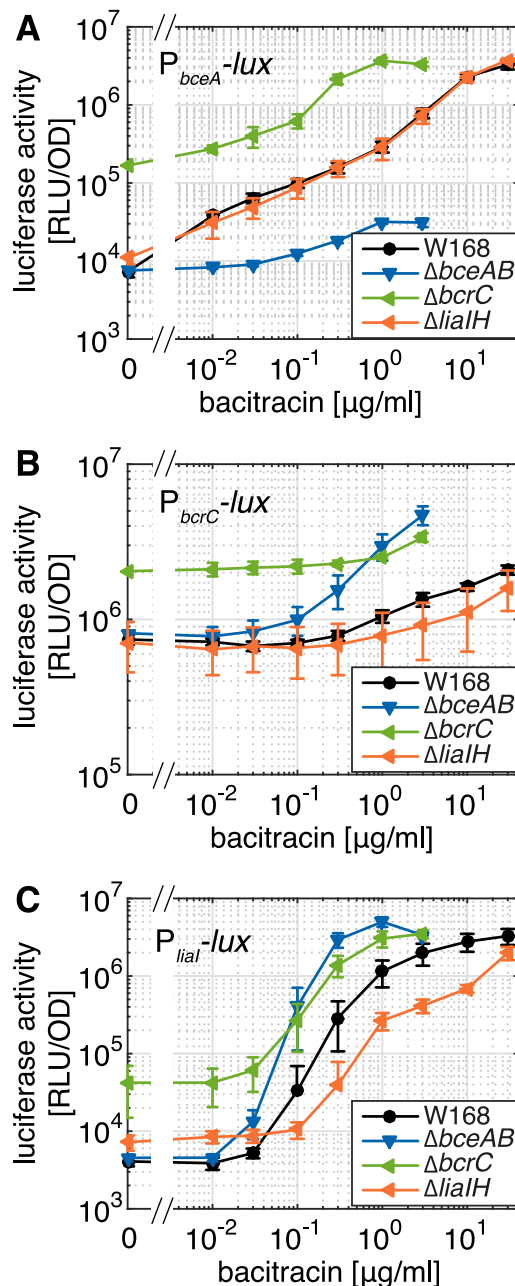 A
P_bceA-lux
luciferase activity
[RLU/OD]
10^7
10^6
10^5
10^4
10^3
W168
ΔbceAB
ΔbcrC
ΔliaIH
0
//
//
10^-2
10^-1
10^0
10^1
bacitracin [µg/ml]
B
P_bcrC-lux
luciferase activity
[RLU/OD]
10^7
10^6
10^5
W168
ΔbceAB
ΔbcrC
ΔliaIH
0
//
//
10^-2
10^-1
10^0
10^1
bacitracin [µg/ml]
C
P_liaI-lux
luciferase activity
[RLU/OD]
10^7
10^6
10^5
10^4
10^3
W168
ΔbceAB
ΔbcrC
ΔliaIH
0
//
//
10^-2
10^-1
10^0
10^1
bacitracin [µg/ml]